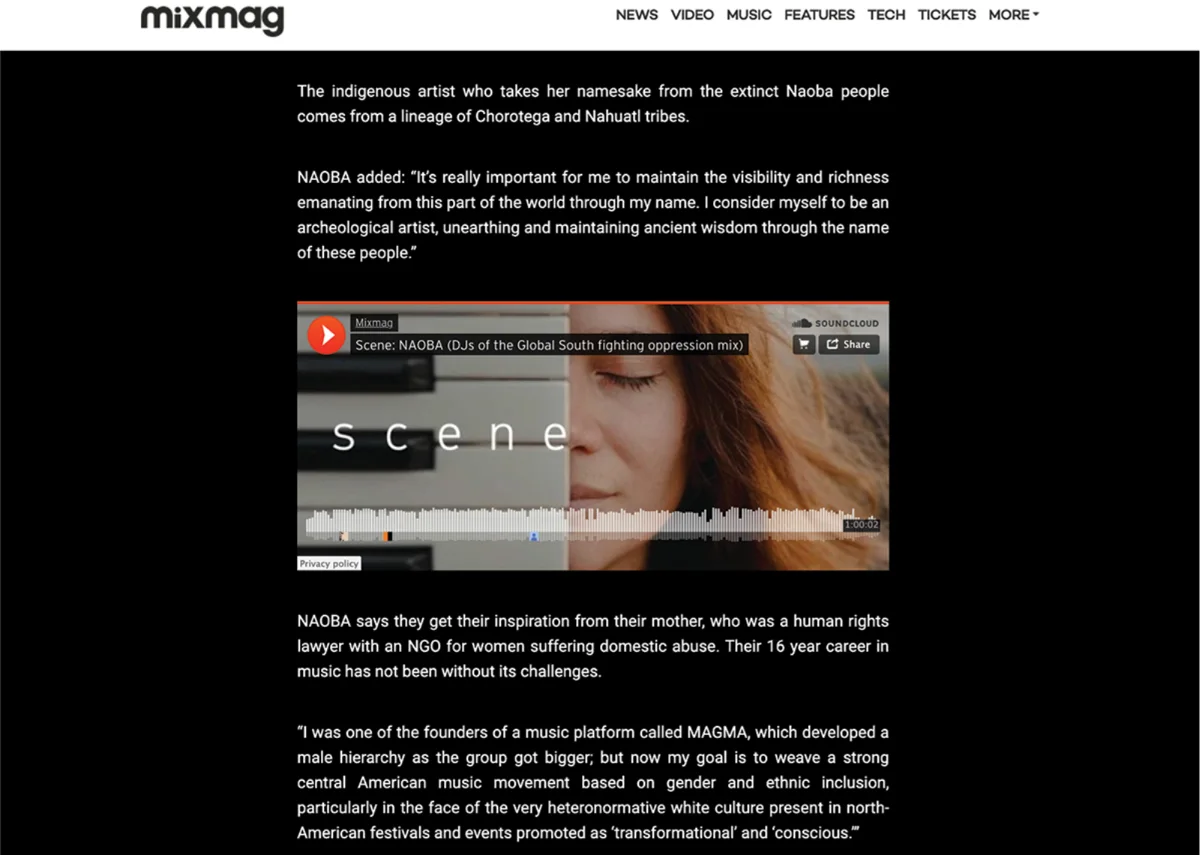 mixmag
NEWS VIDEO MUSIC FEATURES TECH TICKETS MORE
The indigenous artist who takes her namesake from the extinct Naoba people
comes from a lineage of Chorotega and Nahuatl tribes.
NAOBA added: “It’s really important for me to maintain the visibility and richness
emanating from this part of the world through my name. I consider myself to be an
archeological artist, unearthing and maintaining ancient wisdom through the name
of these people.”
Mixmag
SOUNDCLOUD
Scene: NAOBA (DJs of the Global South fighting oppression mix)
Share
scene
1:00:02
Privacy policy
NAOBA says they get their inspiration from their mother, who was a human rights
lawyer with an NGO for women suffering domestic abuse. Their 16 year career in
music has not been without its challenges.
“I was one of the founders of a music platform called MAGMA, which developed a
male hierarchy as the group got bigger; but now my goal is to weave a strong
central American music movement based on gender and ethnic inclusion,
particularly in the face of the very heteronormative white culture present in north-
American festivals and events promoted as ‘transformational’ and ‘conscious.’”